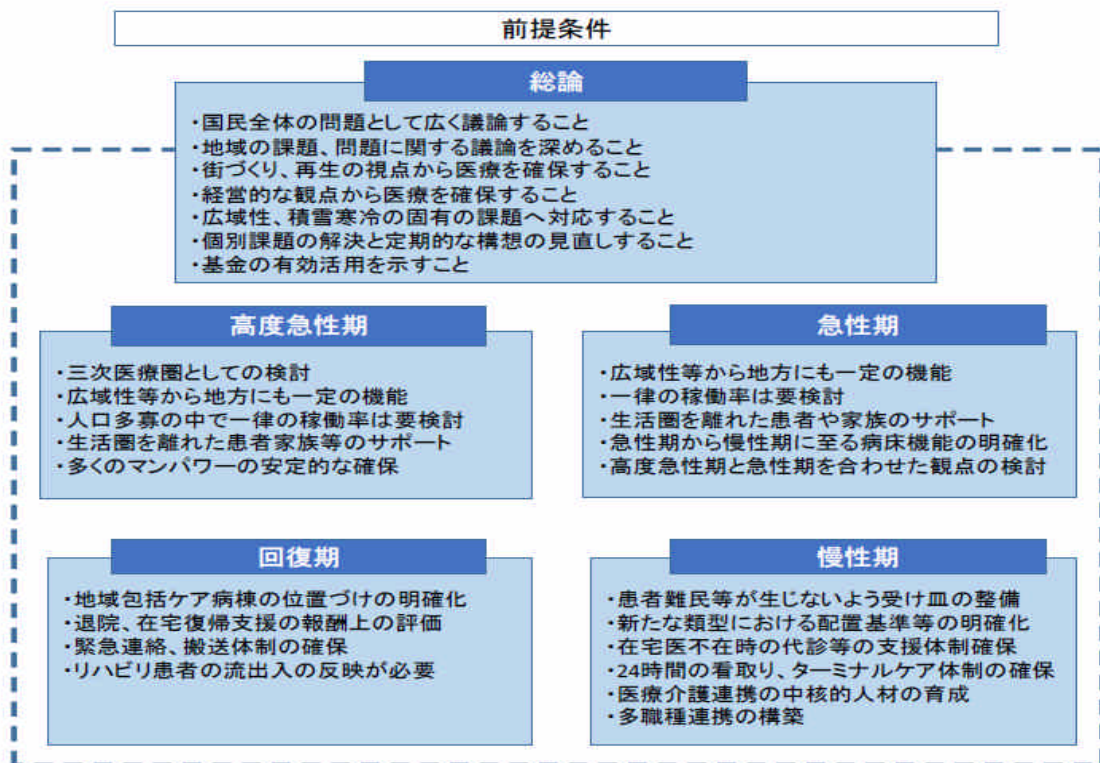 前提条件
総論
・国民全体の問題として広く議論すること
・地域の課題、問題に関する議論を深めること
・街づくり、再生の視点から医療を確保すること
・経営的な観点から医療を確保すること
・広域性、積雪寒冷の固有の課題へ対応すること
・個別課題の解決と定期的な構想の見直しすること
・基金の有効活用を示すこと
高度急性期
・三次医療圏としての検討
・広域性等から地方にも一定の機能
・人口多寡の中で一律の稼働率は要検討
・生活圏を離れた患者家族等のサポート
・多くのマンパワーの安定的な確保
急性期
・広域性等から地方にも一定の機能
・一律の稼働率は要検討
・生活圏を離れた患者や家族のサポート
・急性期から慢性期に至る病床機能の明確化
・高度急性期と急性期を合わせた観点の検討
回復期
・地域包括ケア病棟の位置づけの明確化
・退院、在宅復帰支援の報酬上の評価
・緊急連絡、搬送体制の確保
・リハビリ患者の流出入の反映が必要
慢性期
・患者難民等が生じないよう受け皿の整備
・新たな類型における配置基準等の明確化
・在宅医不在時の代診等の支援体制確保
・24時間の看取り、ターミナルケア体制の確保
・医療介護連携の中核的人材の育成
・多職種連携の構築